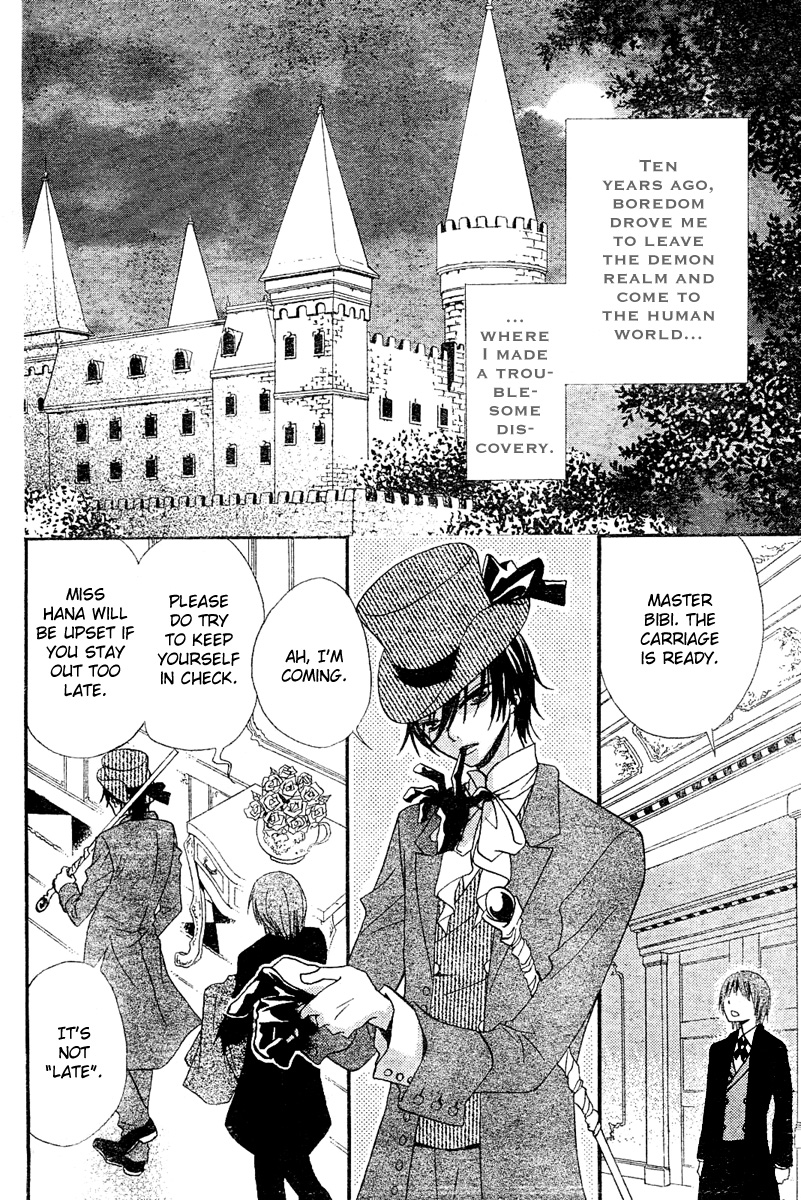 TEN
YEARS AGO,
BOREDOM
DROVE ME
TO LEAVE
THE DEMON
REALM AND
COME TO
THE HUMAN
WORLD...
...
WHERE
I MADE
A TROU-
BLE-
SOME
DIS-
COVERY.
MASTER
BIBI. THE
CARRIAGE
IS READY.
AH, I'M
COMING.
PLEASE
DO TRY
TO KEEP
YOURSELF
IN CHECK.
MISS
HANA WILL
BE UPSET IF
YOU STAY
OUT TOO
LATE.
IT'S
NOT
"LATE".